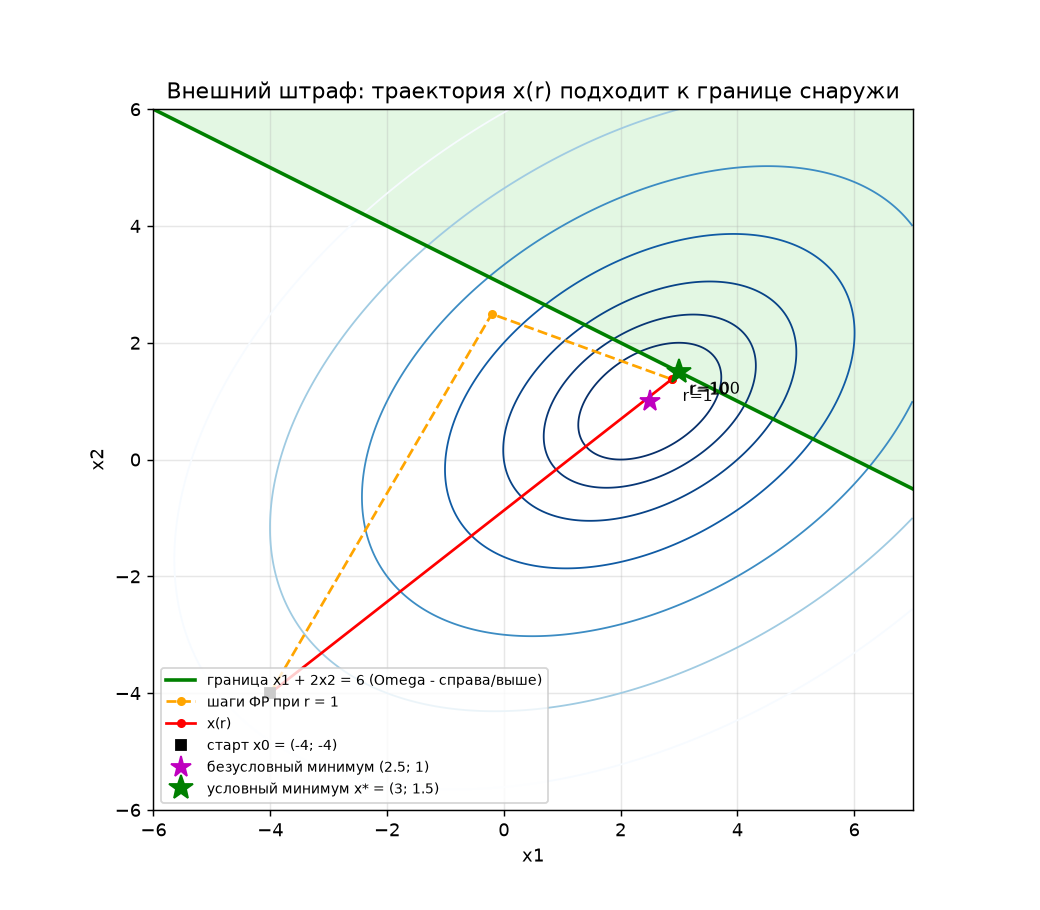 Внешний штраф: траектория x(r) подходит к границе снаружи
6
4
2
0
−2
−4
−6
x2
r=100
r=1
граница x1 + 2x2 = 6 (Omega - справа/выше)
шаги ФР при r = 1
x(r)
старт x0 = (-4; -4)
безусловный минимум (2.5; 1)
условный минимум x* = (3; 1.5)
−6 −4 −2 0 2 4 6
x1